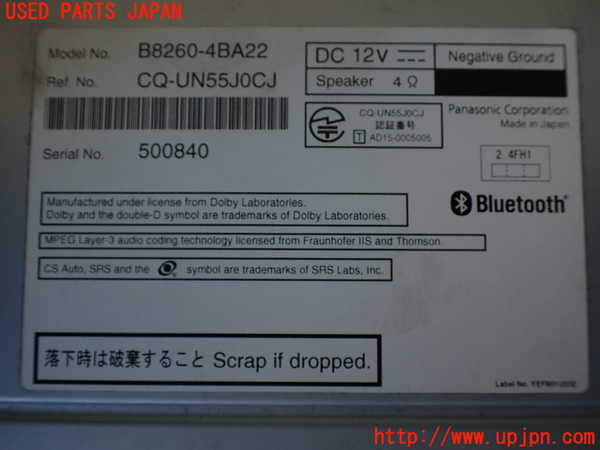 USED PARTS JAPAN
Model No. B8260-4BA22
DC 12V
Negative Ground
Ref. No. CQ-UN55J0CJ
Speaker 4 Ω
CQ-UN55J0CJ
認証番号
T AD15-0005005
Panasonic Corporation
Made in Japan
Serial No. 500840
2.4FH1
Manufactured under license from Dolby Laboratories.
Dolby and the double-D symbol are trademarks of Dolby Laboratories.
Bluetooth
MPEG Layer-3 audio coding technology licensed from Fraunhofer IIS and Thomson.
CS Auto, SRS and the symbol are trademarks of SRS Labs, Inc.
落下時は破棄すること Scrap if dropped.
Label No.
http://www.upjpn.com